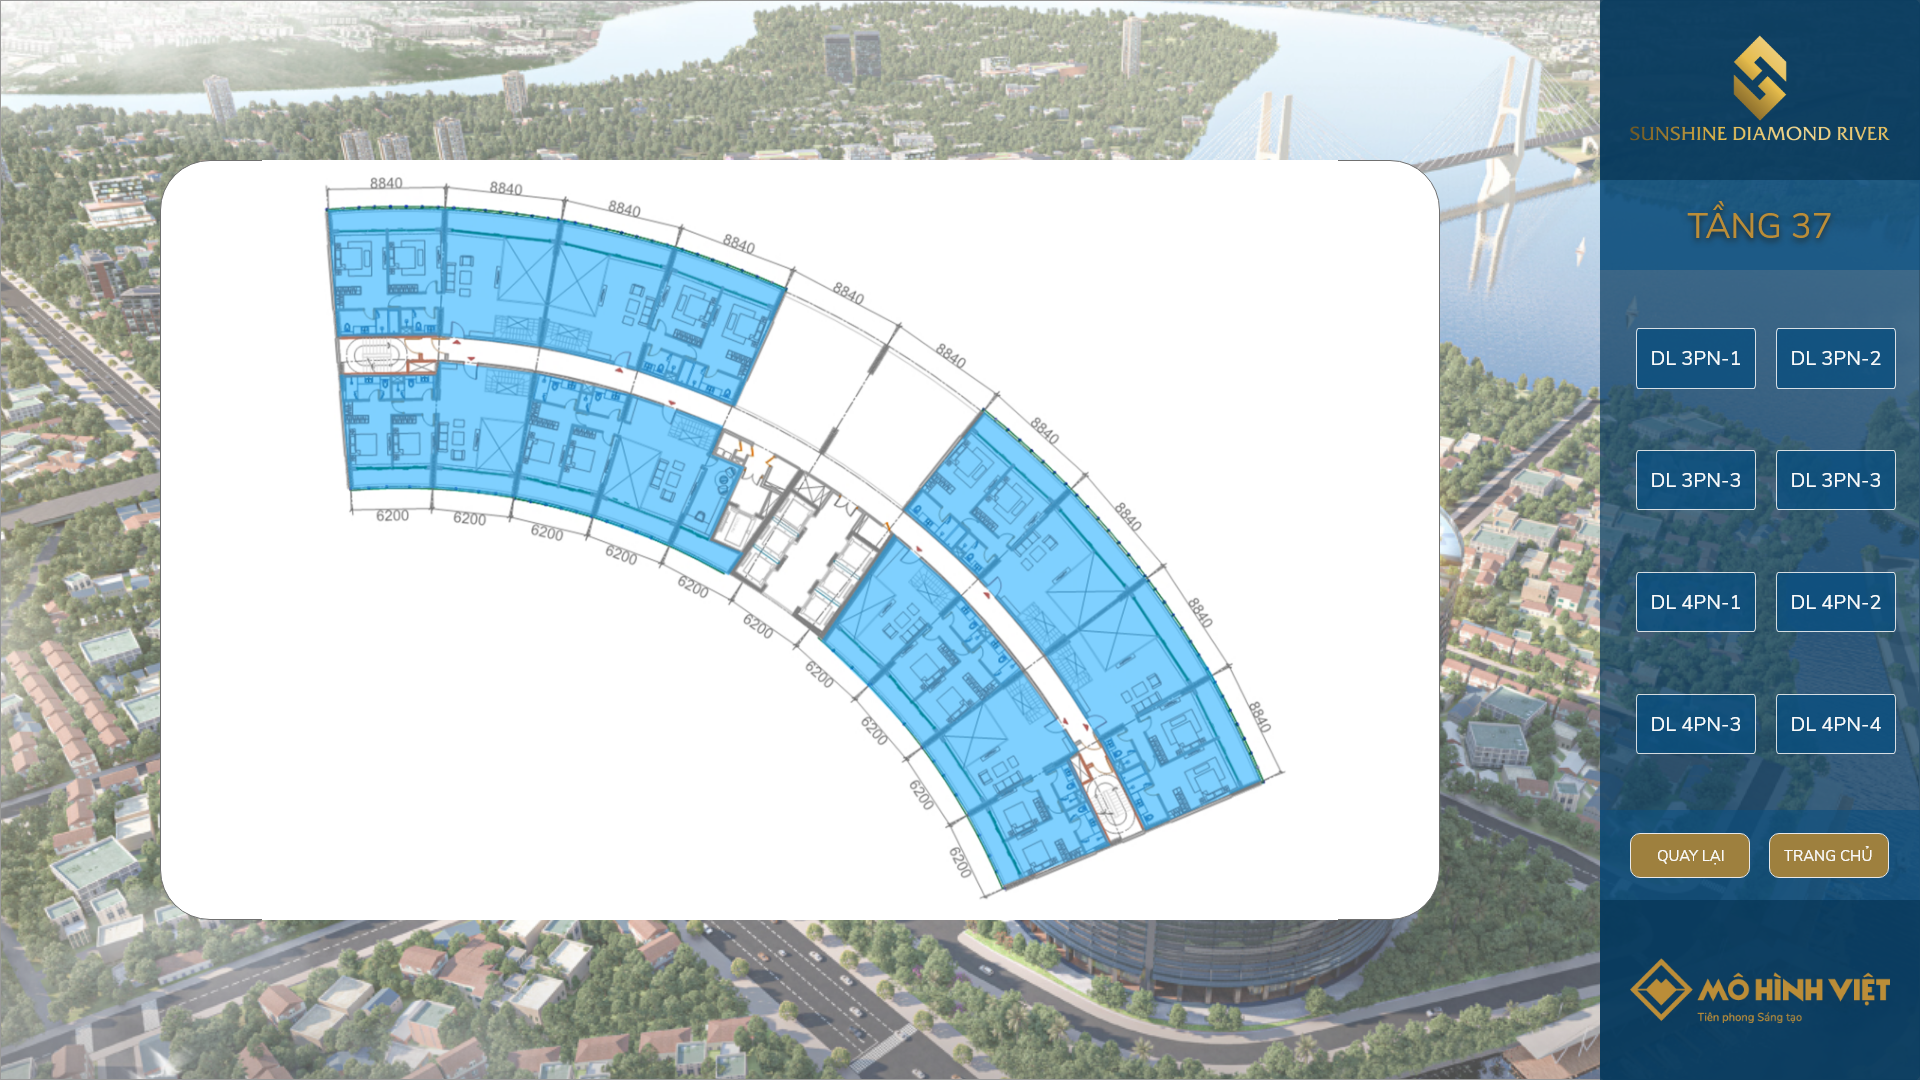 8840
8840
8840
8840
8840
8840
8840
8840
8840
8840
6200
6200
6200
6200
6200
6200
6200
6200
6200
6200
SUNSHINE DIAMOND RIVER
TẦNG 37
DL 3PN-1
DL 3PN-2
DL 3PN-3
DL 3PN-3
DL 4PN-1
DL 4PN-2
DL 4PN-3
DL 4PN-4
QUAY LẠI
TRANG CHỦ
MÔ HÌNH VIỆT
Tiên phong Sáng tạo